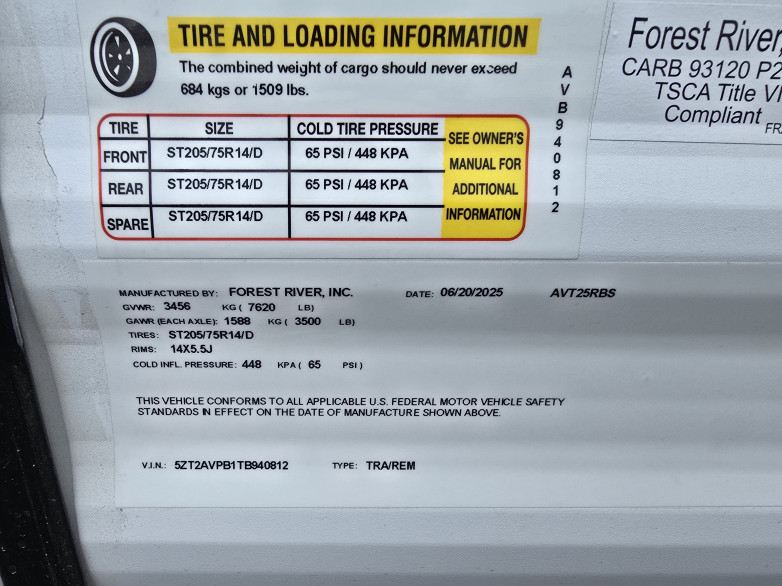 TIRE AND LOADING INFORMATION
The combined weight of cargo should never exceed
684 kgs or 1509 lbs.
TIRE SIZE COLD TIRE PRESSURE
FRONT ST205/75R14/D 65 PSI / 448 KPA
REAR ST205/75R14/D 65 PSI / 448 KPA
SPARE ST205/75R14/D 65 PSI / 448 KPA
SEE OWNER'S
MANUAL FOR
ADDITIONAL
INFORMATION
AVB940812
Forest River,
CARB 93120 P2
TSCA Title VI
Compliant
MANUFACTURED BY: FOREST RIVER, INC. DATE: 06/20/2025 AVT25RBS
GVWR: 3456 KG ( 7620 LB)
GAWR (EACH AXLE): 1588 KG ( 3500 LB)
TIRES: ST205/75R14/D
RIMS: 14X5.5J
COLD INFL. PRESSURE: 448 KPA ( 65 PSI )
THIS VEHICLE CONFORMS TO ALL APPLICABLE U.S. FEDERAL MOTOR VEHICLE SAFETY
STANDARDS IN EFFECT ON THE DATE OF MANUFACTURE SHOWN ABOVE.
V.I.N.: 5ZT2AVPB1TB940812 TYPE: TRA/REM